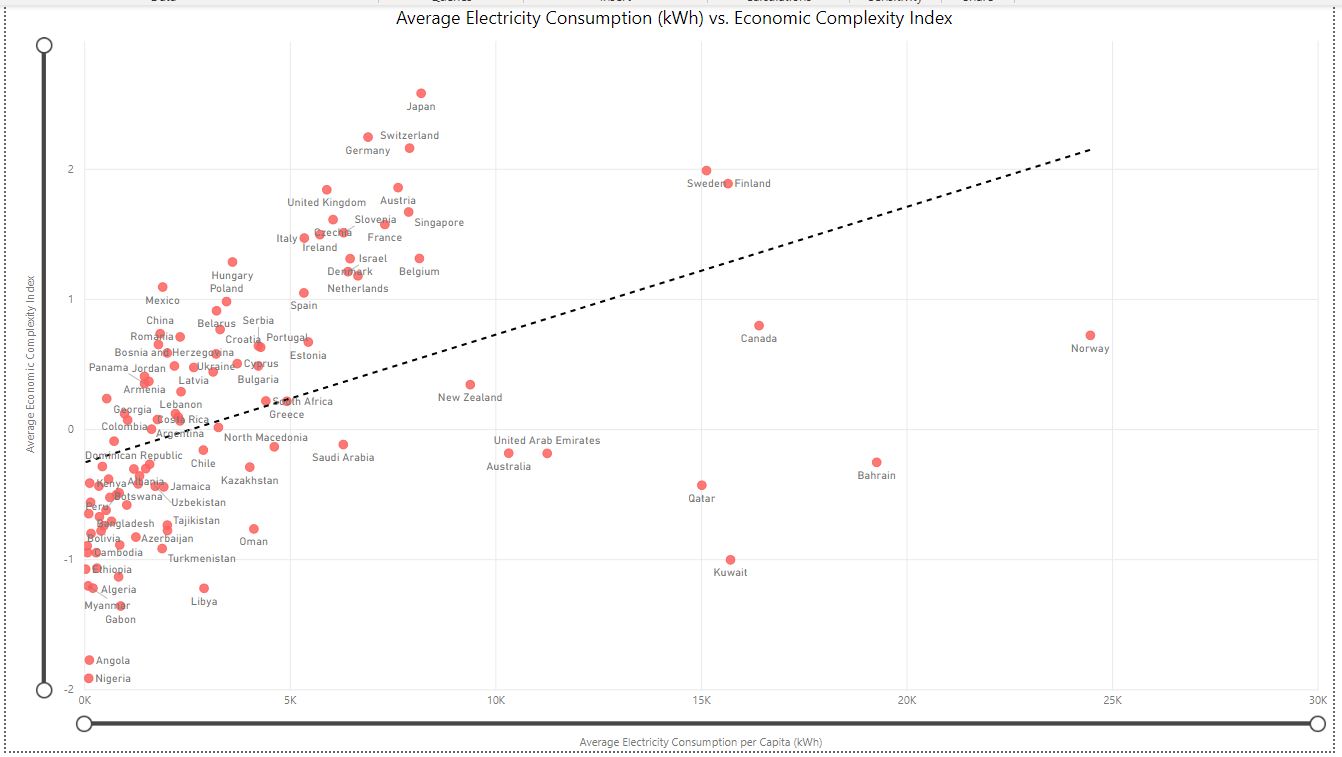 Average Electricity Consumption (kWh) vs. Economic Complexity Index
Japan
Switzerland
Germany
2
Sweden
Finland
United Kingdom
Austria
Slovenia
Singapore
Czechia
France
Italy
Ireland
Israel
Denmark
Belgium
Hungary
Poland
Netherlands
1
Mexico
Spain
China
Serbia
Belarus
Romania
Croatia
Portugal
Canada
Norway
Bosnia and Herzegovina
Estonia
Panama
Jordan
Ukraine
Cyprus
Latvia
Bulgaria
Armenia
New Zealand
Lebanon
South Africa
Georgia
Greece
Costa Rica
Colombia
0
Argentina
North Macedonia
United Arab Emirates
Dominican Republic
Saudi Arabia
Chile
Australia
Bahrain
Kenya
Albania
Kazakhstan
Jamaica
Botswana
Qatar
Peru
Uzbekistan
Bangladesh
Tajikistan
Bolivia
Azerbaijan
Oman
Cambodia
Turkmenistan
-1
Ethiopia
Kuwait
Algeria
Myanmar
Libya
Gabon
Angola
Nigeria
-2
Average Economic Complexity Index
0K
5K
10K
15K
20K
25K
30K
Average Electricity Consumption per Capita (kWh)